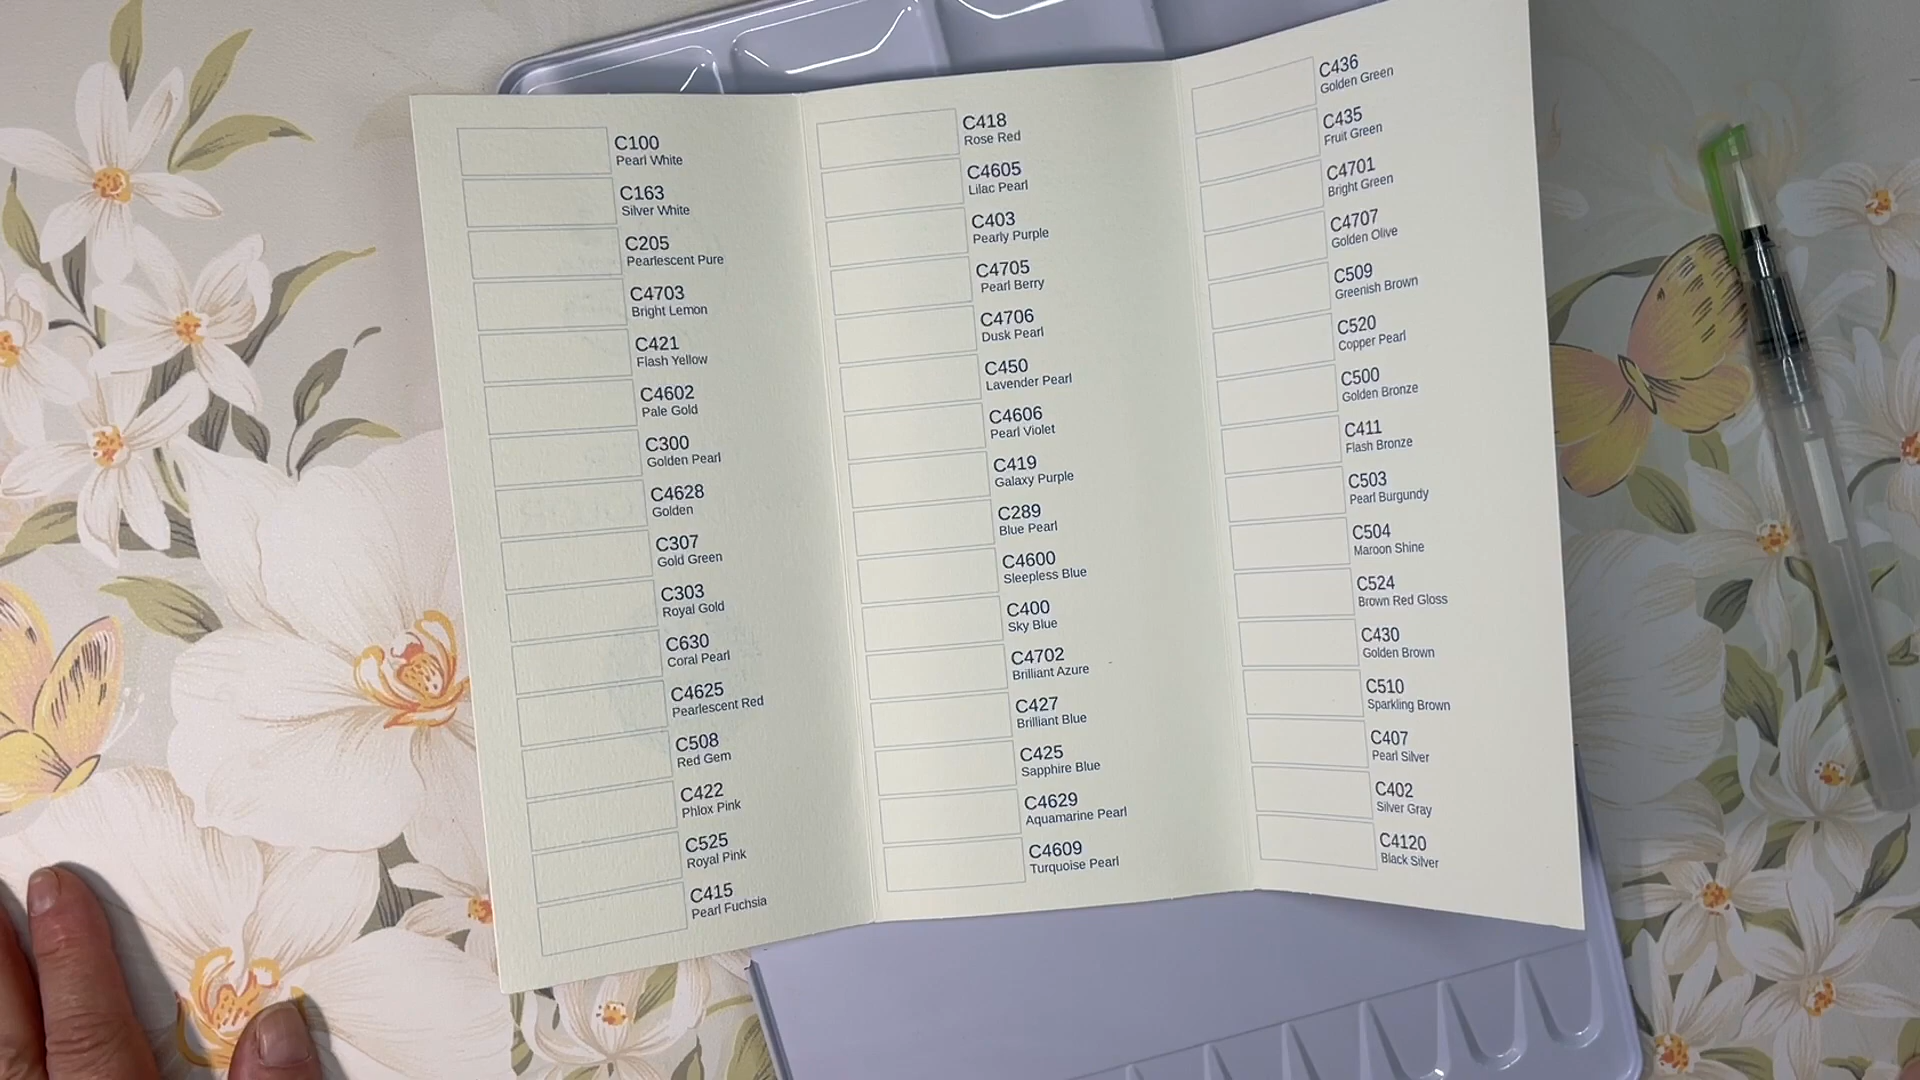 C100
Pearl White
C163
Silver White
C205
Pearlescent Pure
C4703
Bright Lemon
C421
Flash Yellow
C4602
Pale Gold
C300
Golden Pearl
C4628
Golden
C307
Gold Green
C303
Royal Gold
C630
Coral Pearl
C4625
Pearlescent Red
C508
Red Gem
C422
Phlox Pink
C525
Royal Pink
C415
Pearl Fuchsia
C418
Rose Red
C4605
Lilac Pearl
C403
Pearly Purple
C4705
Pearl Berry
C4706
Dusk Pearl
C450
Lavender Pearl
C4606
Pearl Violet
C419
Galaxy Purple
C289
Blue Pearl
C4600
Sleepless Blue
C400
Sky Blue
C4702
Brilliant Azure
C427
Brilliant Blue
C425
Sapphire Blue
C4629
Aquamarine Pearl
C4609
Turquoise Pearl
C436
Golden Green
C435
Fruit Green
C4701
Bright Green
C4707
Golden Olive
C509
Greenish Brown
C520
Copper Pearl
C500
Golden Bronze
C411
Flash Bronze
C503
Pearl Burgundy
C504
Maroon Shine
C524
Brown Red Gloss
C430
Golden Brown
C510
Sparkling Brown
C407
Pearl Silver
C402
Silver Gray
C4120
Black Silver